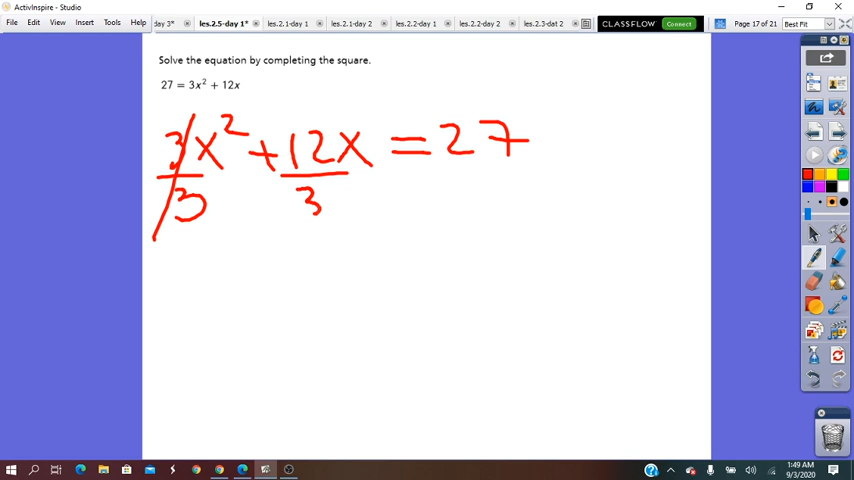 ActivInspire - Studio
File Edit View Insert Tools Help day 3* les.2.5-day 1* les.2.1-day 1 les.2.1-day 2 les.2.2-day 1 les.2.2-day 2 les.2.3-dat 2 CLASSFLOW Connect Page 17 of 21 Best Fit
Solve the equation by completing the square.
27 = 3x² + 12x
3x² + 12x = 27
3 3
1:49 AM
9/3/2020